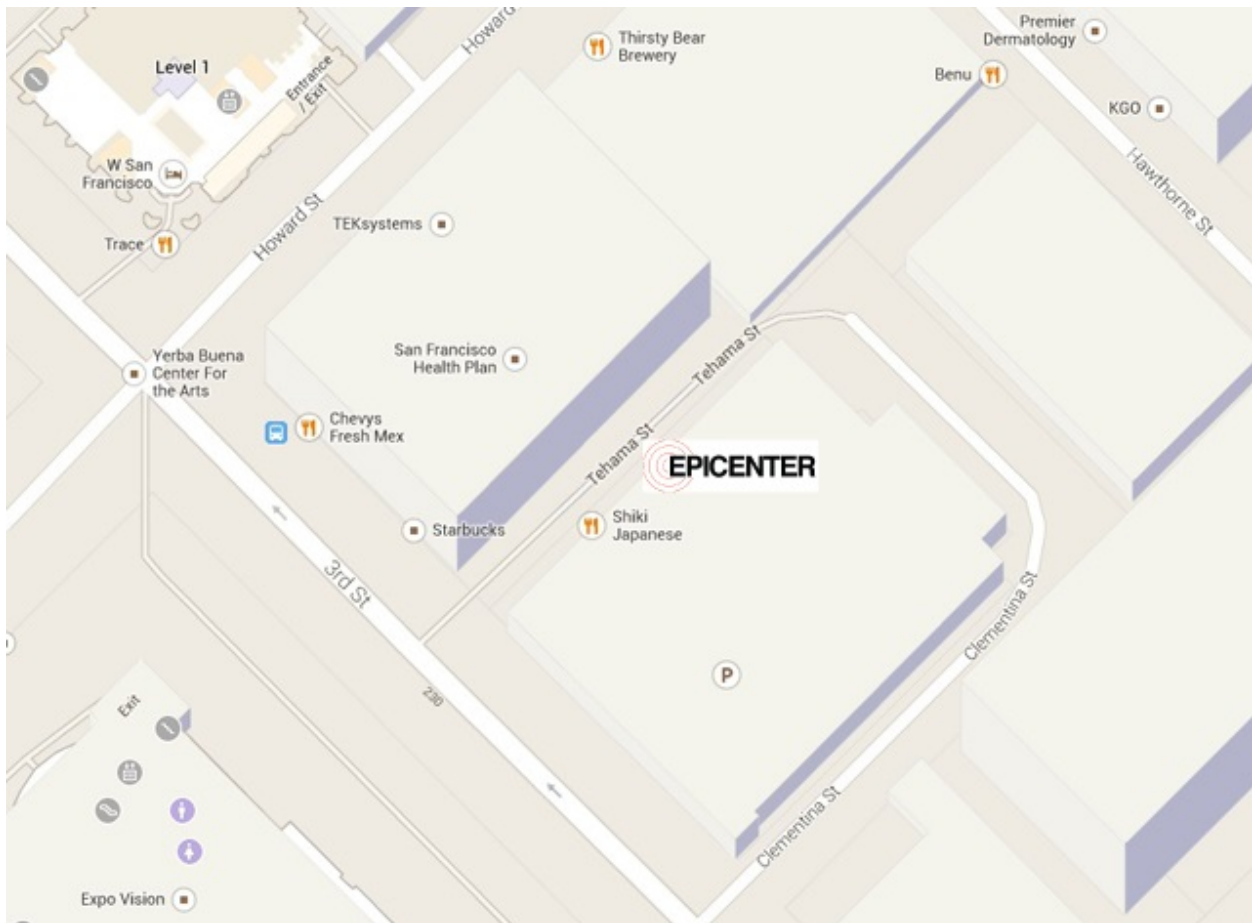 Howard
Thirsty Bear
Brewery
Premier
Dermatology
Level 1
Entrance
/ Exit
Benu
KGO
W San
Francisco
Hawthorne St
Howard St
TEKsystems
Trace
Tehama St
San Francisco
Health Plan
Yerba Buena
Center For
the Arts
Chevys
Fresh Mex
Tehama St
EPICENTER
Shiki
Japanese
Starbucks
3rd St
Clementina St
P
230
Exit
Clementina St
Expo Vision